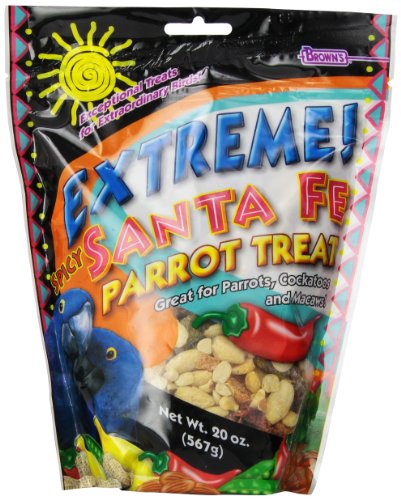 BROWN'S
Exceptional Treats
for Extraordinary Birds!
EXTREME!
SPICY SANTA FE
PARROT TREAT
Great for Parrots, Cockatoos
and Macaws!
Net Wt. 20 oz.
(567g)